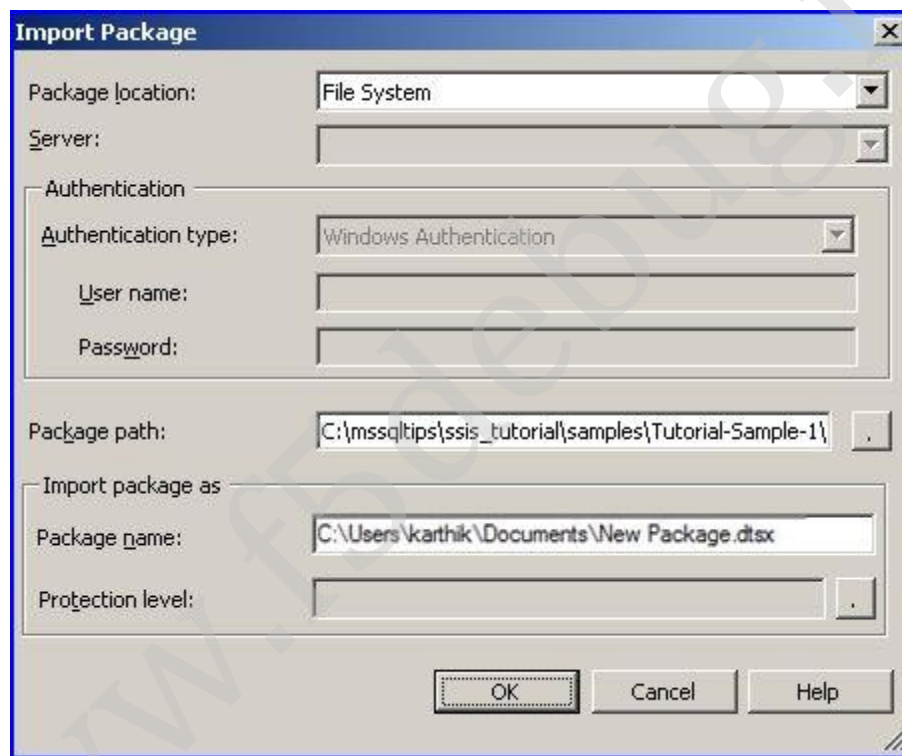 Import Package
Package location: File System
Server:
Authentication
Authentication type: Windows Authentication
User name:
Password:
Package path: C:\mssqltips\ssis_tutorial\samples\Tutorial-Sample-1\ .
Import package as
Package name: C:\Users\karthik\Documents\New Package.dtsx
Protection level: .
OK Cancel Help
www.f5debug.